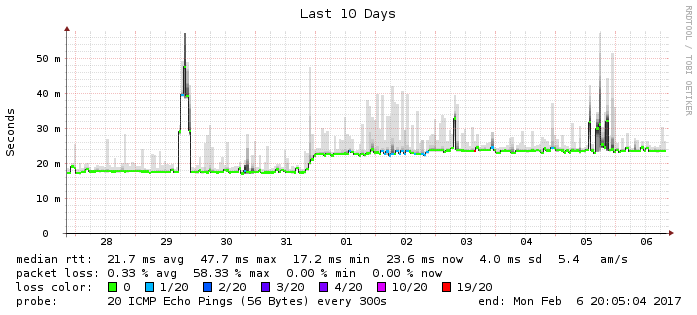 Last 10 Days
RRDTOOL / TOBI OETIKER
Seconds
50 m
40 m
30 m
20 m
10 m
0
28 29 30 31 01 02 03 04 05 06
median rtt: 21.7 ms avg 47.7 ms max 17.2 ms min 23.6 ms now 4.0 ms sd 5.4 am/s
packet loss: 0.33 % avg 58.33 % max 0.00 % min 0.00 % now
loss color: 0 1/20 2/20 3/20 4/20 10/20 19/20
probe: 20 ICMP Echo Pings (56 Bytes) every 300s end: Mon Feb 6 20:05:04 2017